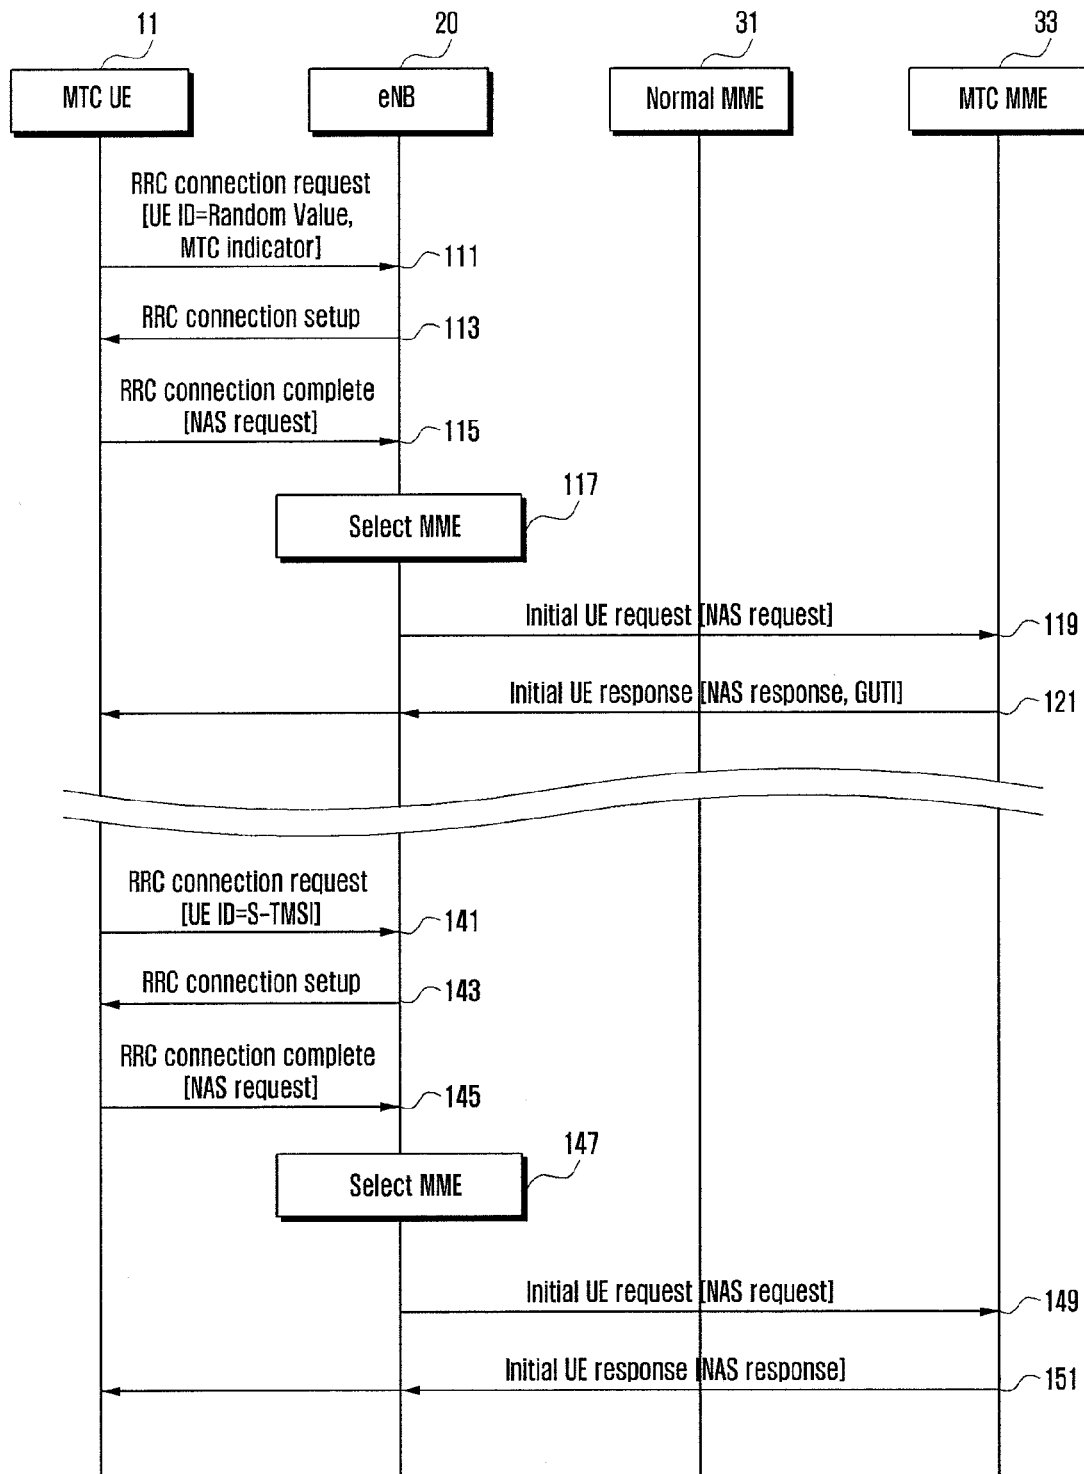 11
20
31
33
MTC UE
eNB
Normal MME
MTC MME
RRC connection request
[UE ID=Random Value,
MTC indicator]
111
RRC connection setup
113
RRC connection complete
[NAS request]
115
117
Select MME
Initial UE request [NAS request]
119
Initial UE response [NAS response, GUTI]
121
RRC connection request
[UE ID=S-TMSI]
141
RRC connection setup
143
RRC connection complete
[NAS request]
145
147
Select MME
Initial UE request [NAS request]
149
Initial UE response [NAS response]
151